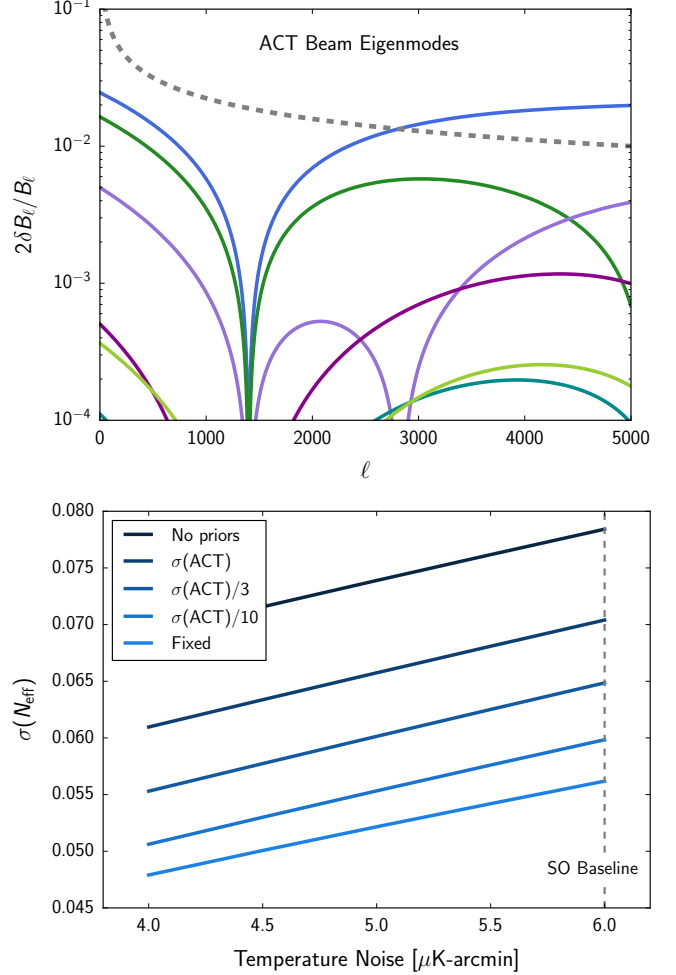 ACT Beam Eigenmodes
2δBℓ/Bℓ
10⁻¹
10⁻²
10⁻³
10⁻⁴
0 1000 2000 3000 4000 5000
ℓ
0.080
0.075
0.070
0.065
0.060
0.055
0.050
0.045
σ(Neff)
No priors
σ(ACT)
σ(ACT)/3
σ(ACT)/10
Fixed
SO Baseline
4.0 4.5 5.0 5.5 6.0
Temperature Noise [μK-arcmin]